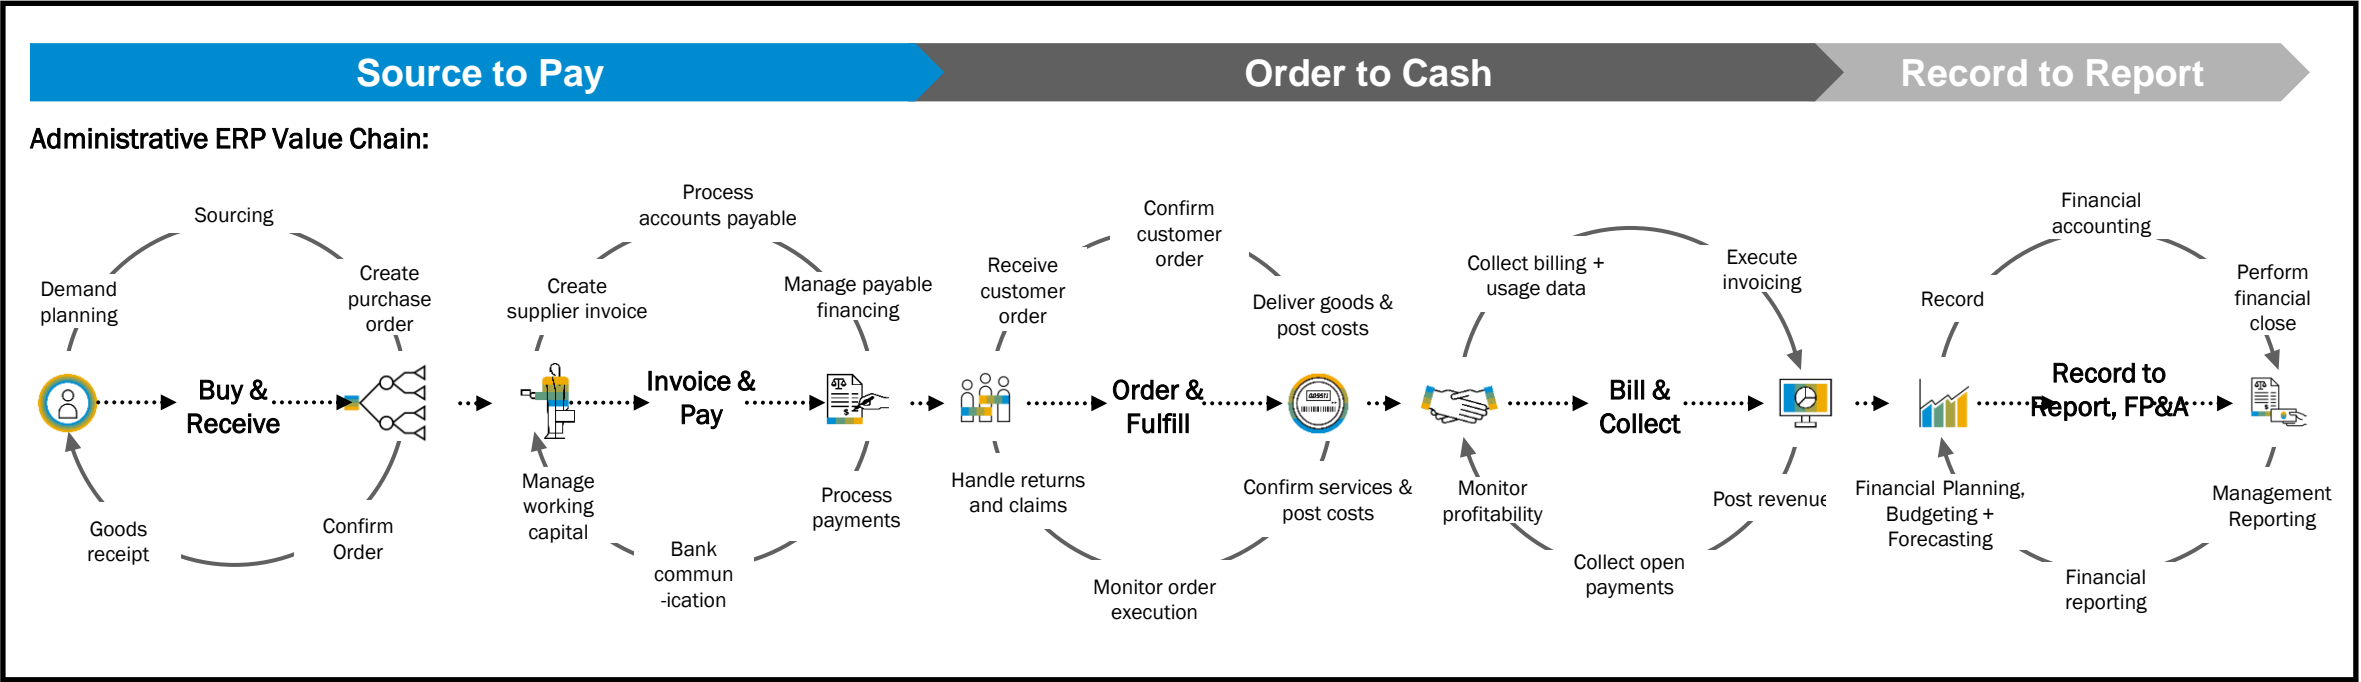 Source to Pay
Order to Cash
Record to Report
Administrative ERP Value Chain:
Demand
planning
Sourcing
Create
purchase
order
Buy &
Receive
Confirm
Order
Goods
receipt
Create
supplier invoice
Process
accounts payable
Manage payable
financing
Invoice &
Pay
Process
payments
Bank
commun
-ication
Manage
working
capital
Receive
customer
order
Confirm
customer
order
Deliver goods &
post costs
Order &
Fulfill
Confirm services &
post costs
Monitor order
execution
Handle returns
and claims
Collect billing +
usage data
Execute
invoicing
Bill &
Collect
Post revenue
Collect open
payments
Monitor
profitability
Record
Financial
accounting
Perform
financial
close
Record to
Report, FP&A
Management
Reporting
Financial
reporting
Financial Planning,
Budgeting +
Forecasting